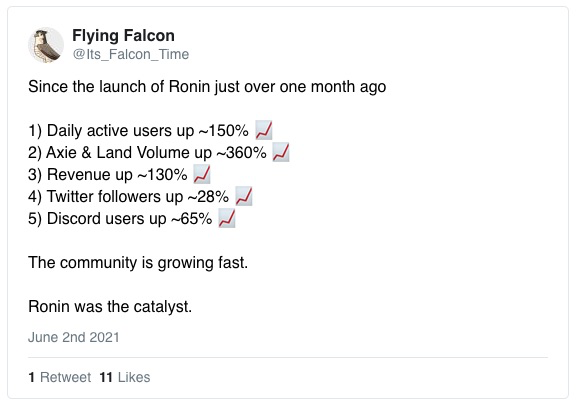 Flying Falcon
@Its_Falcon_Time
Since the launch of Ronin just over one month ago
1) Daily active users up ~150% 📈
2) Axie & Land Volume up ~360% 📈
3) Revenue up ~130% 📈
4) Twitter followers up ~28% 📈
5) Discord users up ~65% 📈
The community is growing fast.
Ronin was the catalyst.
June 2nd 2021
1 Retweet 11 Likes